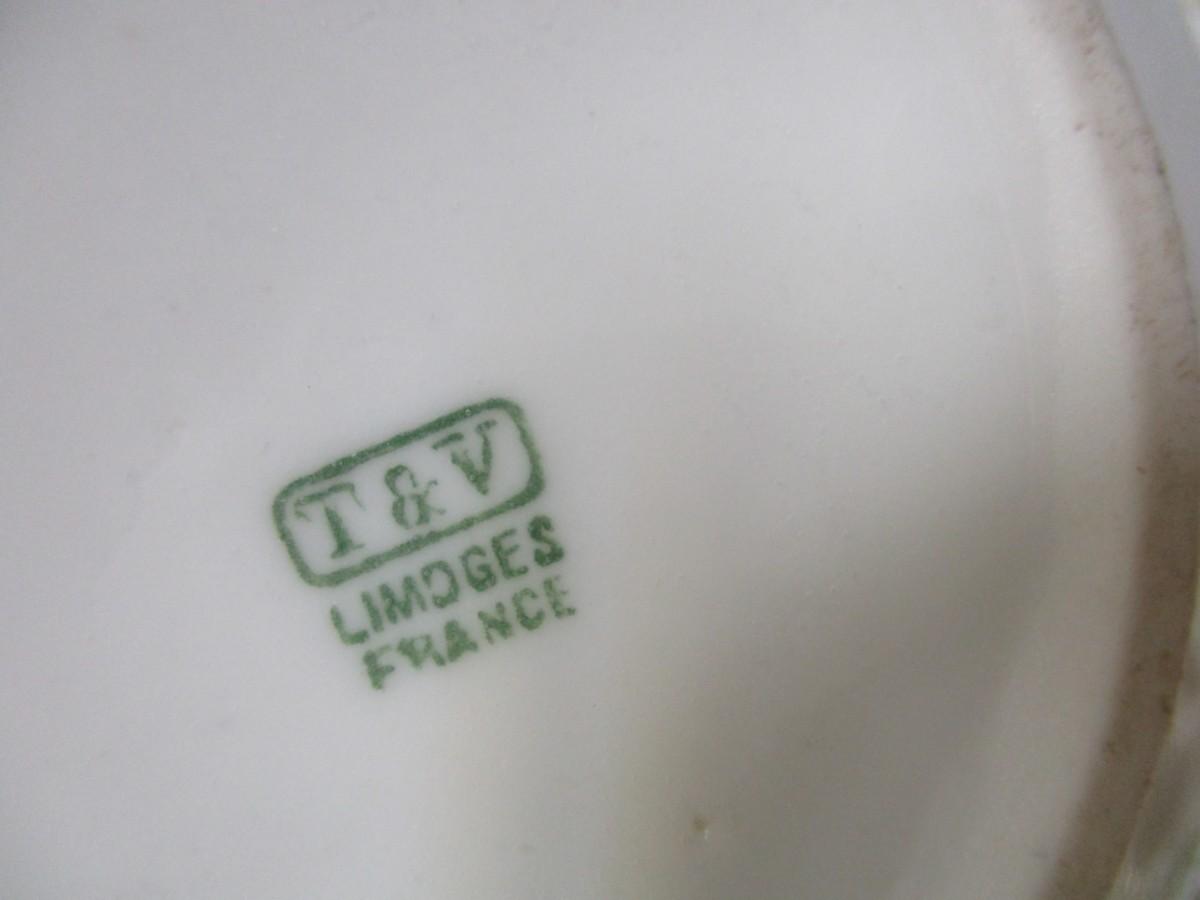 T & V
LIMOGES
FRANCE